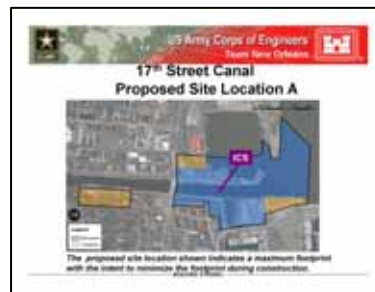 US Army Corps of Engineers
Team New Orleans
17th Street Canal
Proposed Site Location A
ICS
The proposed site location shown indicates a maximum footprint
with the intent to minimize the footprint during construction.